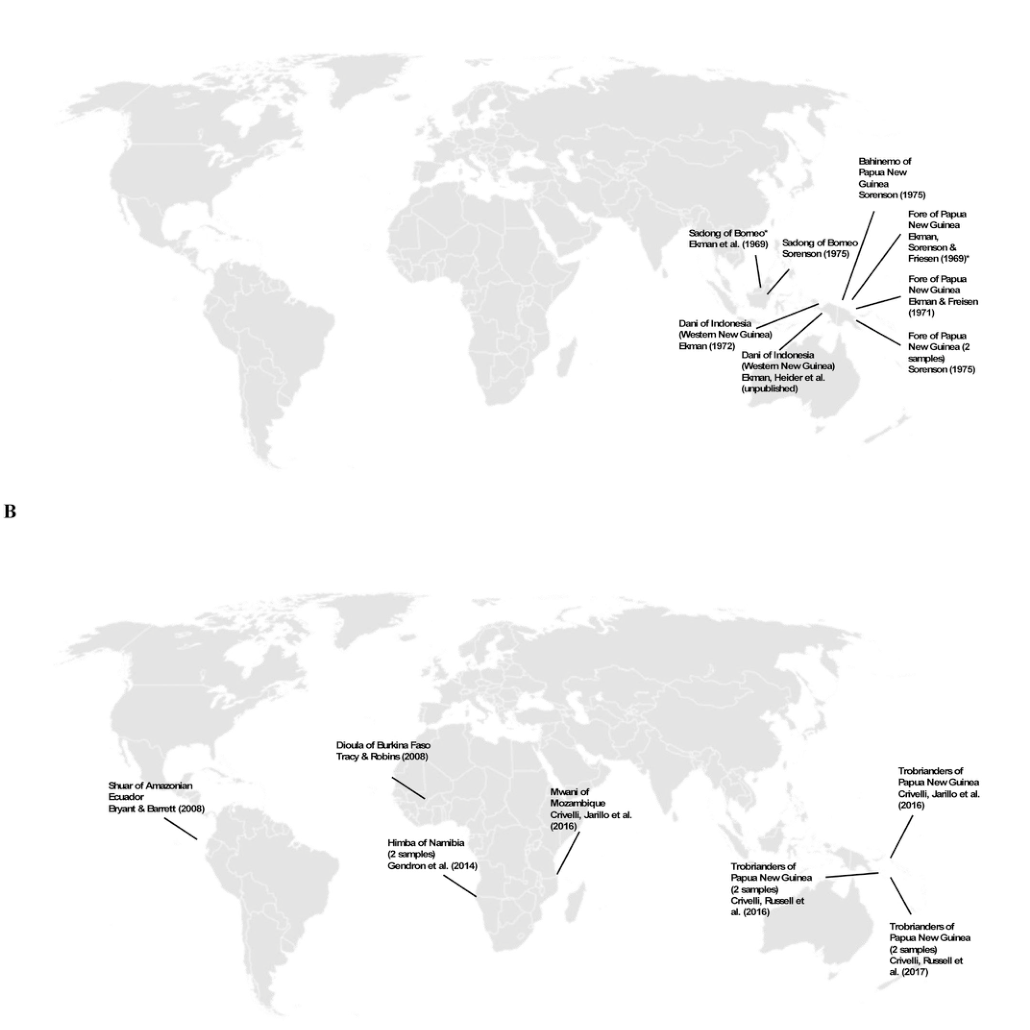 Bahinemo of
Papua New
Guinea
Sorenson (1975)
Fore of Papua
New Guinea
Ekman,
Sorenson &
Friesen (1969)*
Sadong of Borneo*
Ekman et al. (1969)
Sadong of Borneo
Sorenson (1975)
Fore of Papua
New Guinea
Ekman & Freisen
(1971)
Dani of Indonesia
(Western New Guinea)
Ekman (1972)
Fore of Papua
New Guinea (2
samples)
Sorenson (1975)
Dani of Indonesia
(Western New Guinea)
Ekman, Heider et al.
(unpublished)
B
Dioula of Burkina Faso
Tracy & Robins (2008)
Shuar of Amazonian
Ecuador
Bryant & Barrett (2008)
Mwani of
Mozambique
Crivelli, Jarillo et al.
(2016)
Trobrianders of
Papua New Guinea
Crivelli, Jarillo et al.
(2016)
Himba of Namibia
(2 samples)
Gendron et al. (2014)
Trobrianders of
Papua New Guinea
(2 samples)
Crivelli, Russell et
al. (2016)
Trobrianders of
Papua New Guinea
(2 samples)
Crivelli, Russell et
al. (2017)